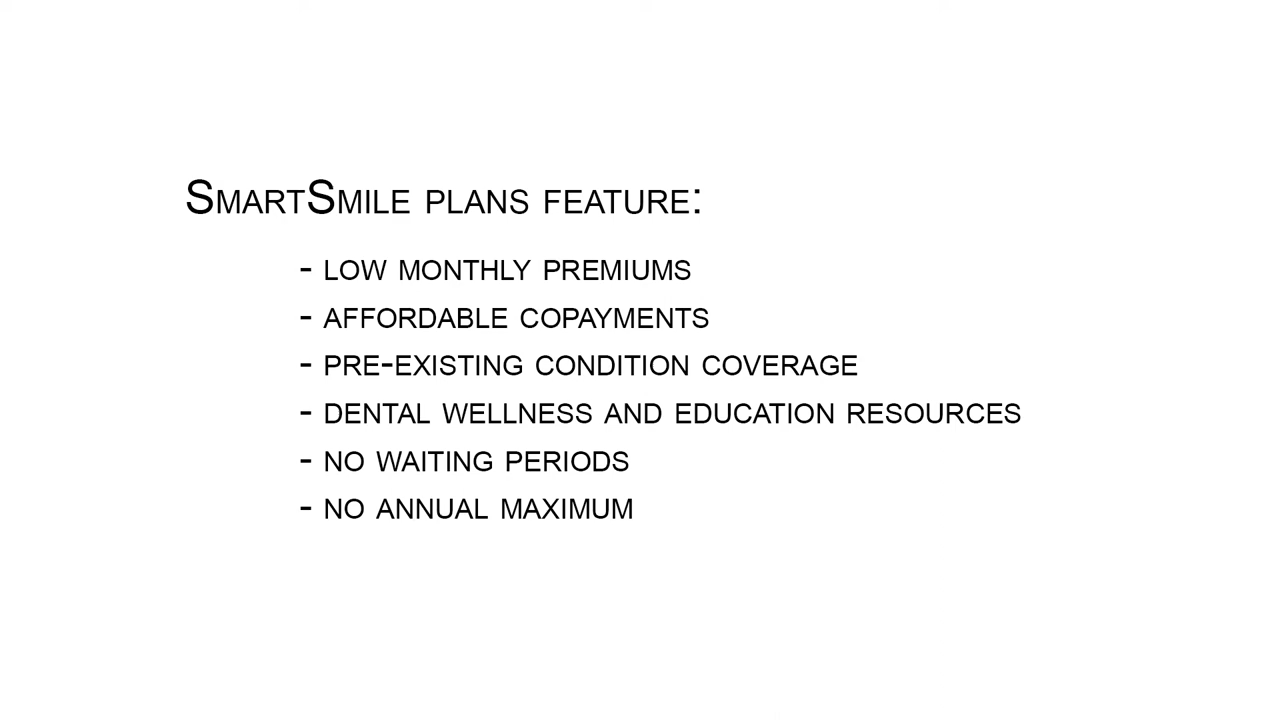 SmartSmile plans feature:
- low monthly premiums
- affordable copayments
- pre-existing condition coverage
- dental wellness and education resources
- no waiting periods
- no annual maximum